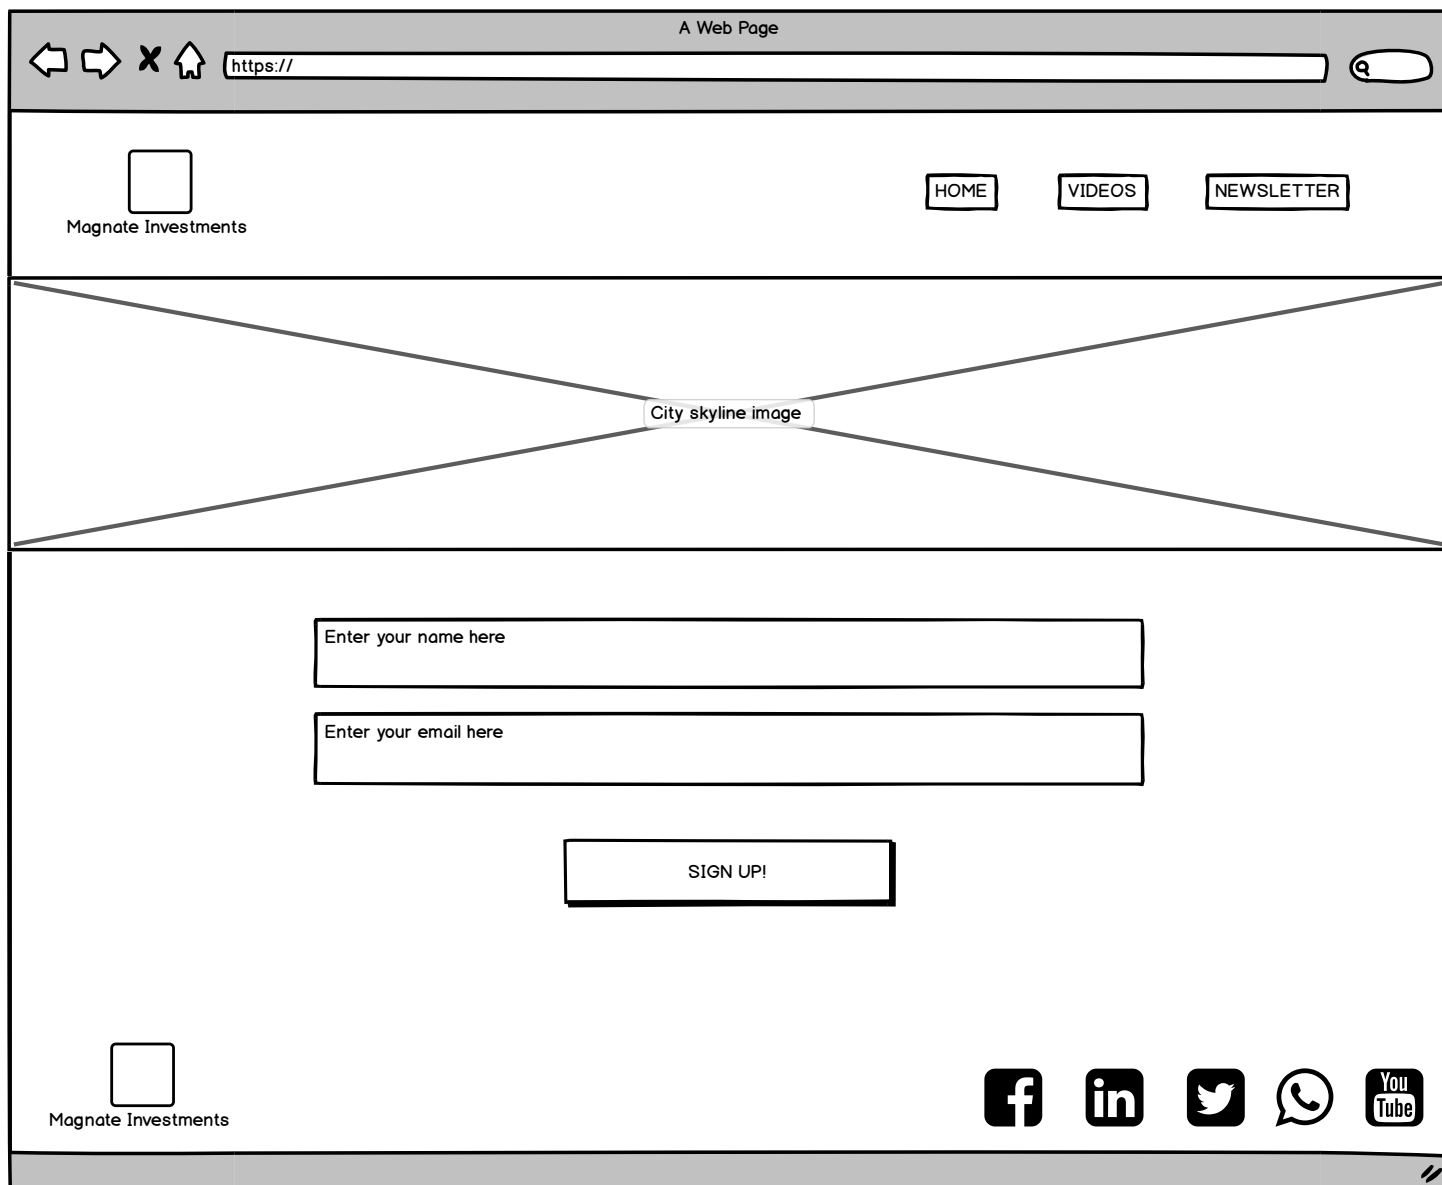 A Web Page
https://
Magnate Investments
HOME
VIDEOS
NEWSLETTER
City skyline image
Enter your name here
Enter your email here
SIGN UP!
Magnate Investments
f
in
You
Tube